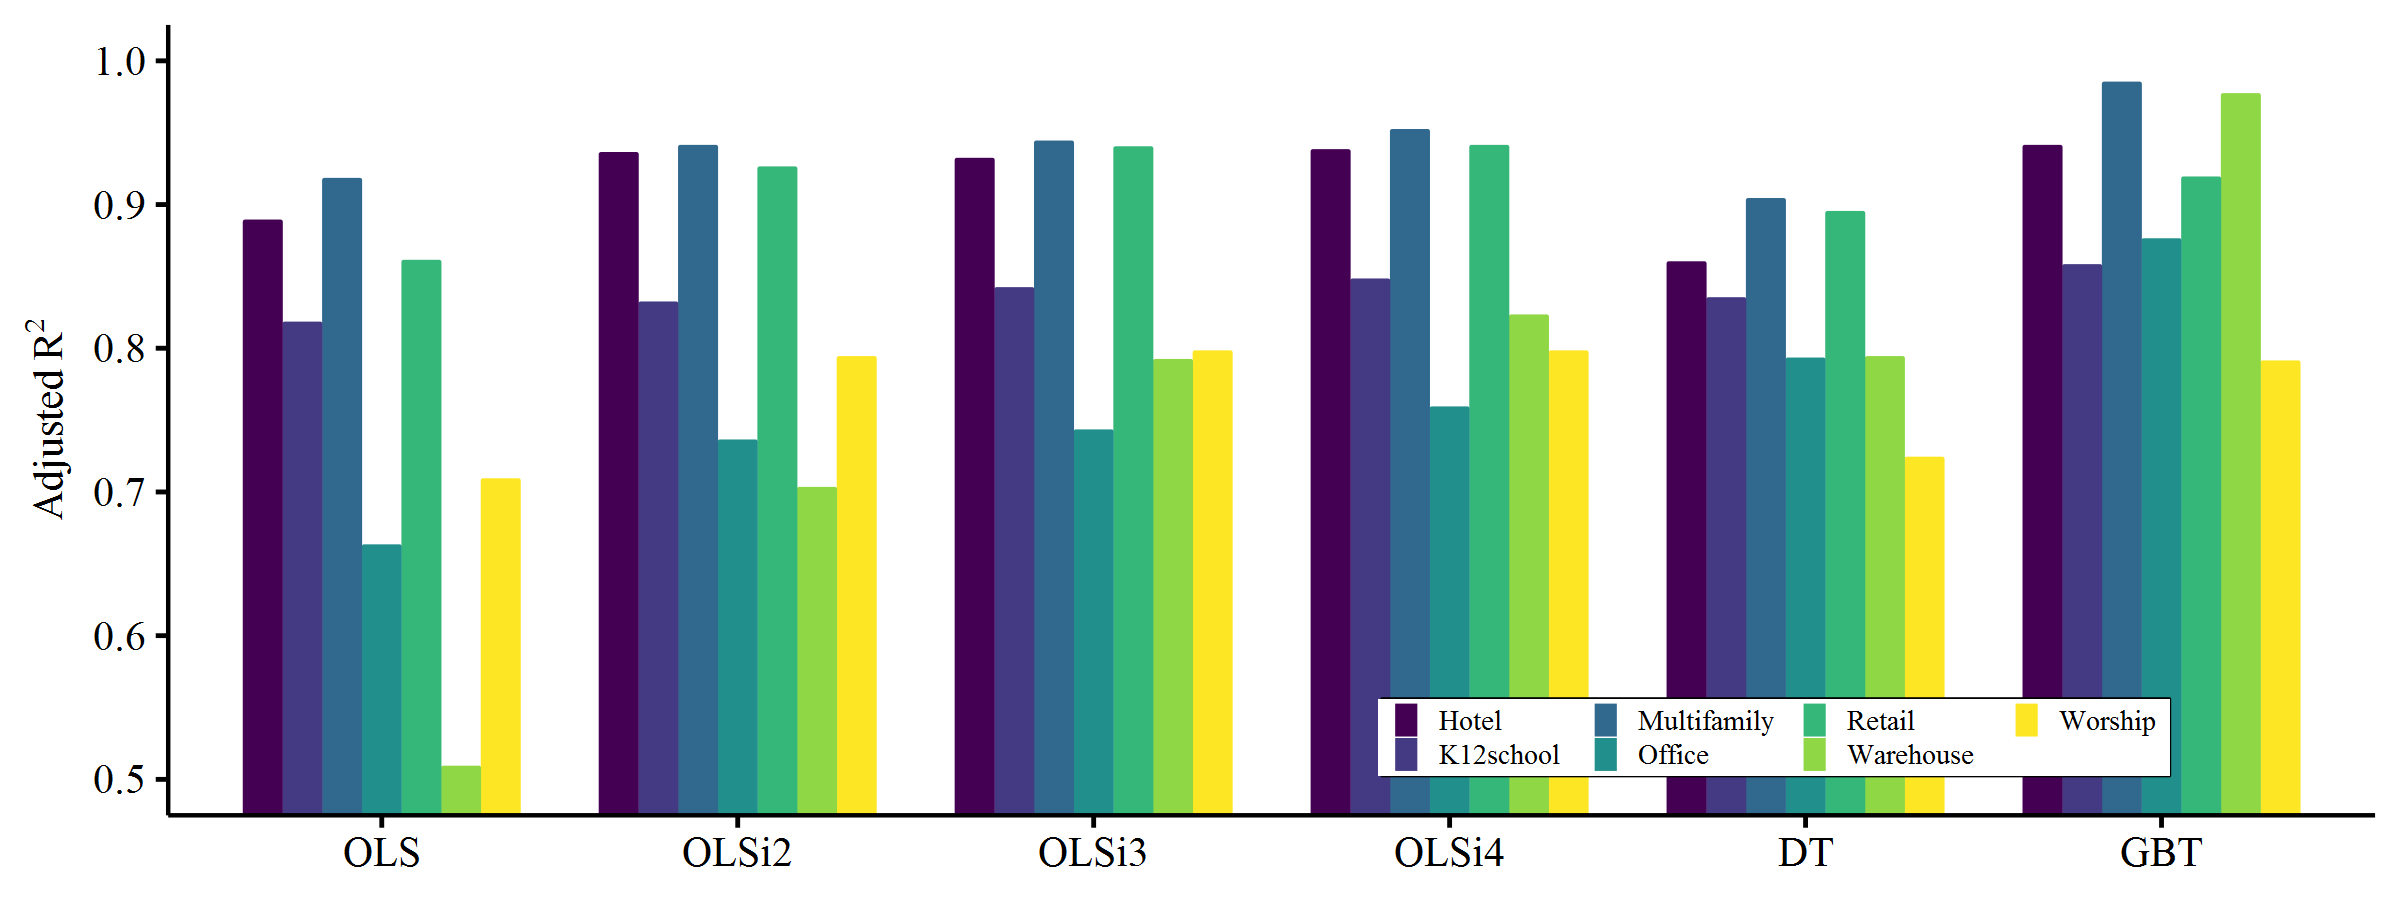 Adjusted R²
1.0
0.9
0.8
0.7
0.6
0.5
OLS OLSi2 OLSi3 OLSi4 DT GBT
Hotel Multifamily Retail Worship
K12school Office Warehouse